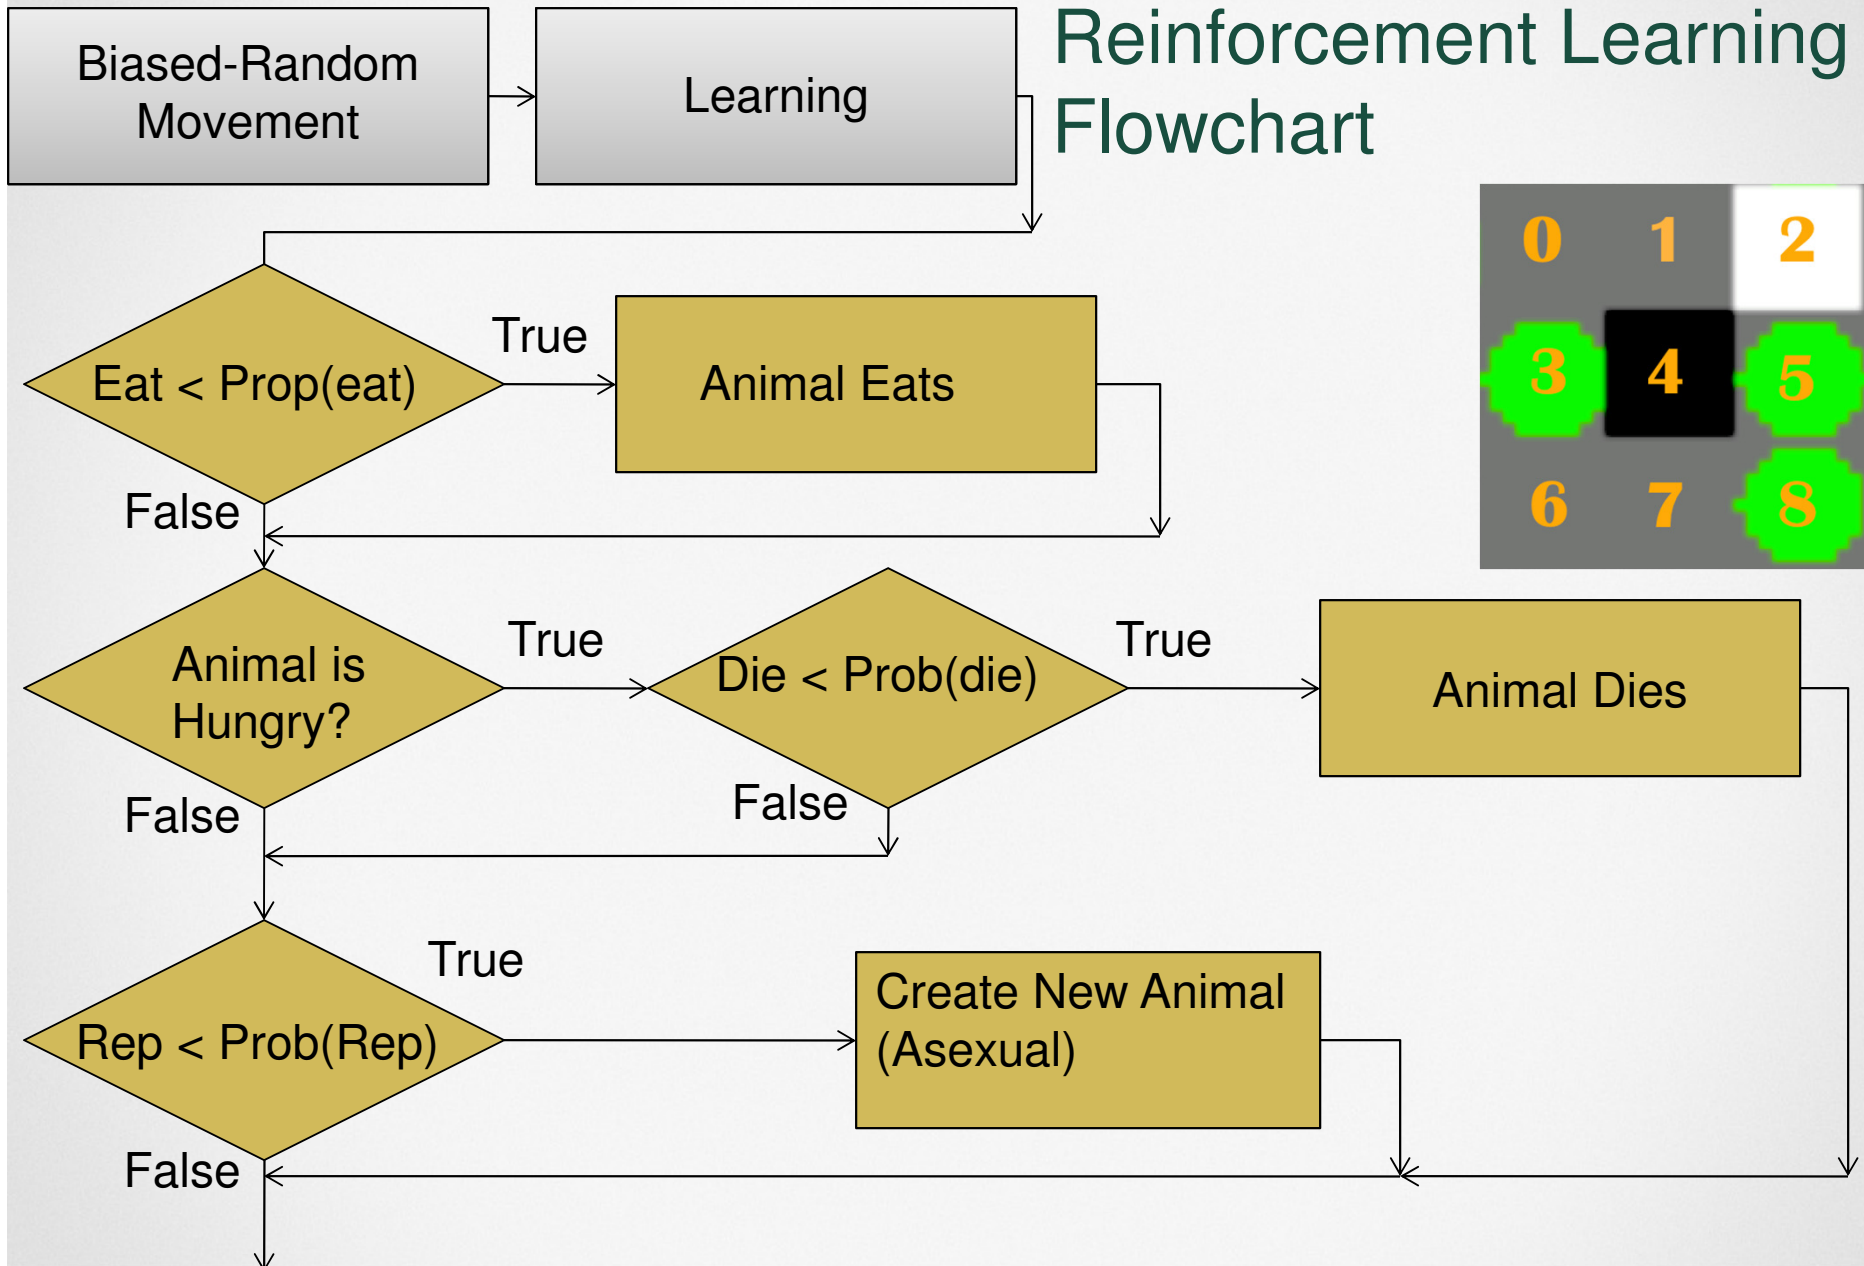 Reinforcement Learning
Flowchart
Biased-Random
Movement
Learning
0 1 2
3 4 5
6 7 8
Eat < Prop(eat)
True
Animal Eats
False
Animal is
Hungry?
True
Die < Prob(die)
True
Animal Dies
False
False
Rep < Prob(Rep)
True
Create New Animal
(Asexual)
False